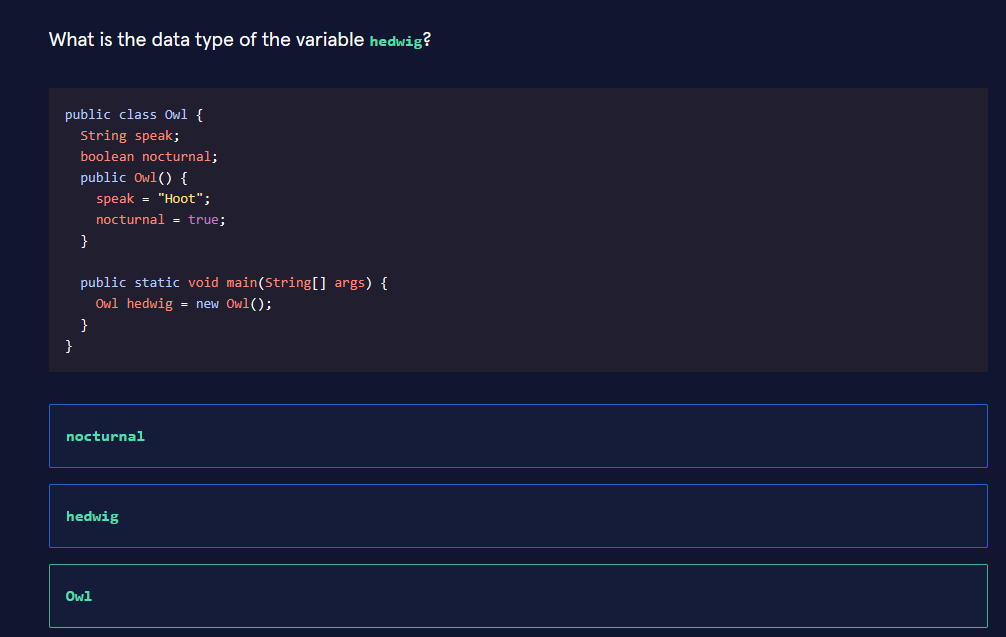 What is the data type of the variable hedwig?
public class Owl {
  String speak;
  boolean nocturnal;
  public Owl() {
    speak = "Hoot";
    nocturnal = true;
  }

  public static void main(String[] args) {
    Owl hedwig = new Owl();
  }
}
nocturnal
hedwig
Owl